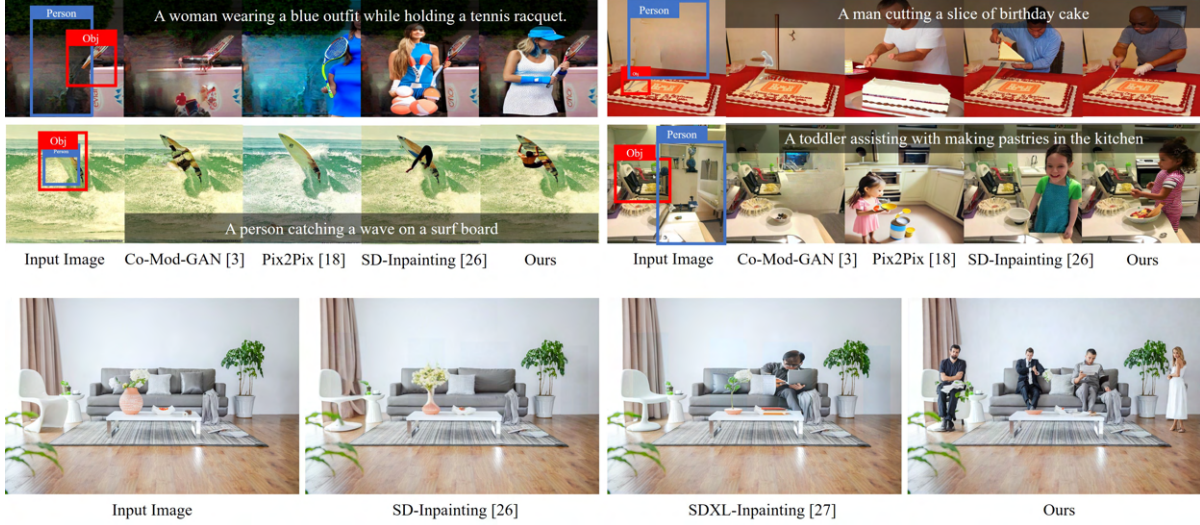 Person
Obj
A woman wearing a blue outfit while holding a tennis racquet.
Person
Obj
A man cutting a slice of birthday cake
Obj
Person
A person catching a wave on a surf board
Person
Obj
A toddler assisting with making pastries in the kitchen
Input Image Co-Mod-GAN [3] Pix2Pix [18] SD-Inpainting [26] Ours
Input Image Co-Mod-GAN [3] Pix2Pix [18] SD-Inpainting [26] Ours
Input Image SD-Inpainting [26] SDXL-Inpainting [27] Ours